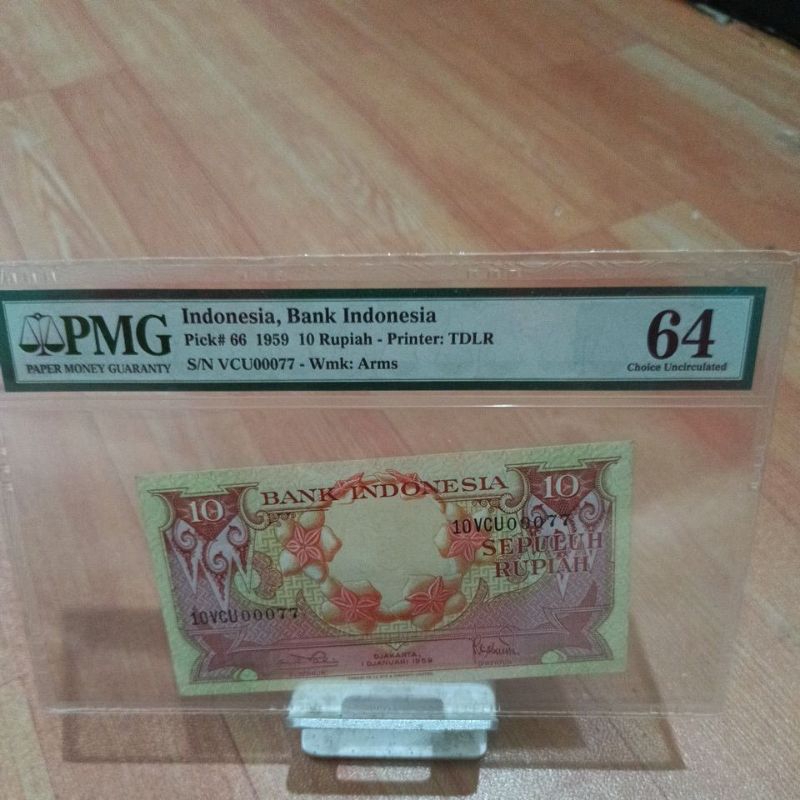 PMG
PAPER MONEY GUARANTY
Indonesia, Bank Indonesia
Pick# 66 1959 10 Rupiah - Printer: TDLR
S/N VCU00077 - Wmk: Arms
64
Choice Uncirculated
10
BANK INDONESIA
10
10VCU00077
SEPULUH
RUPIAH
10VCU00077
DJAKARTA,
1 DJANUARI 1959